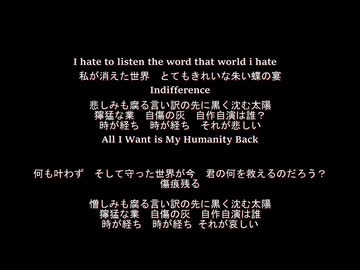 I hate to listen the word that world i hate
私が消えた世界　とてもきれいな朱い蝶の宴
Indifference
悲しみも腐る言い訳の先に黒く沈む太陽
獰猛な業　自傷の灰　自作自演は誰？
時が経ち　時が経ち　それが悲しい
All I Want is My Humanity Back
何も叶わず　そして守った世界が今　君の何を救えるのだろう？
傷痕残る
憎しみも腐る言い訳の先に黒く沈む太陽
獰猛な業　自傷の灰　自作自演は誰
時が経ち　時が経ち　それが哀しい